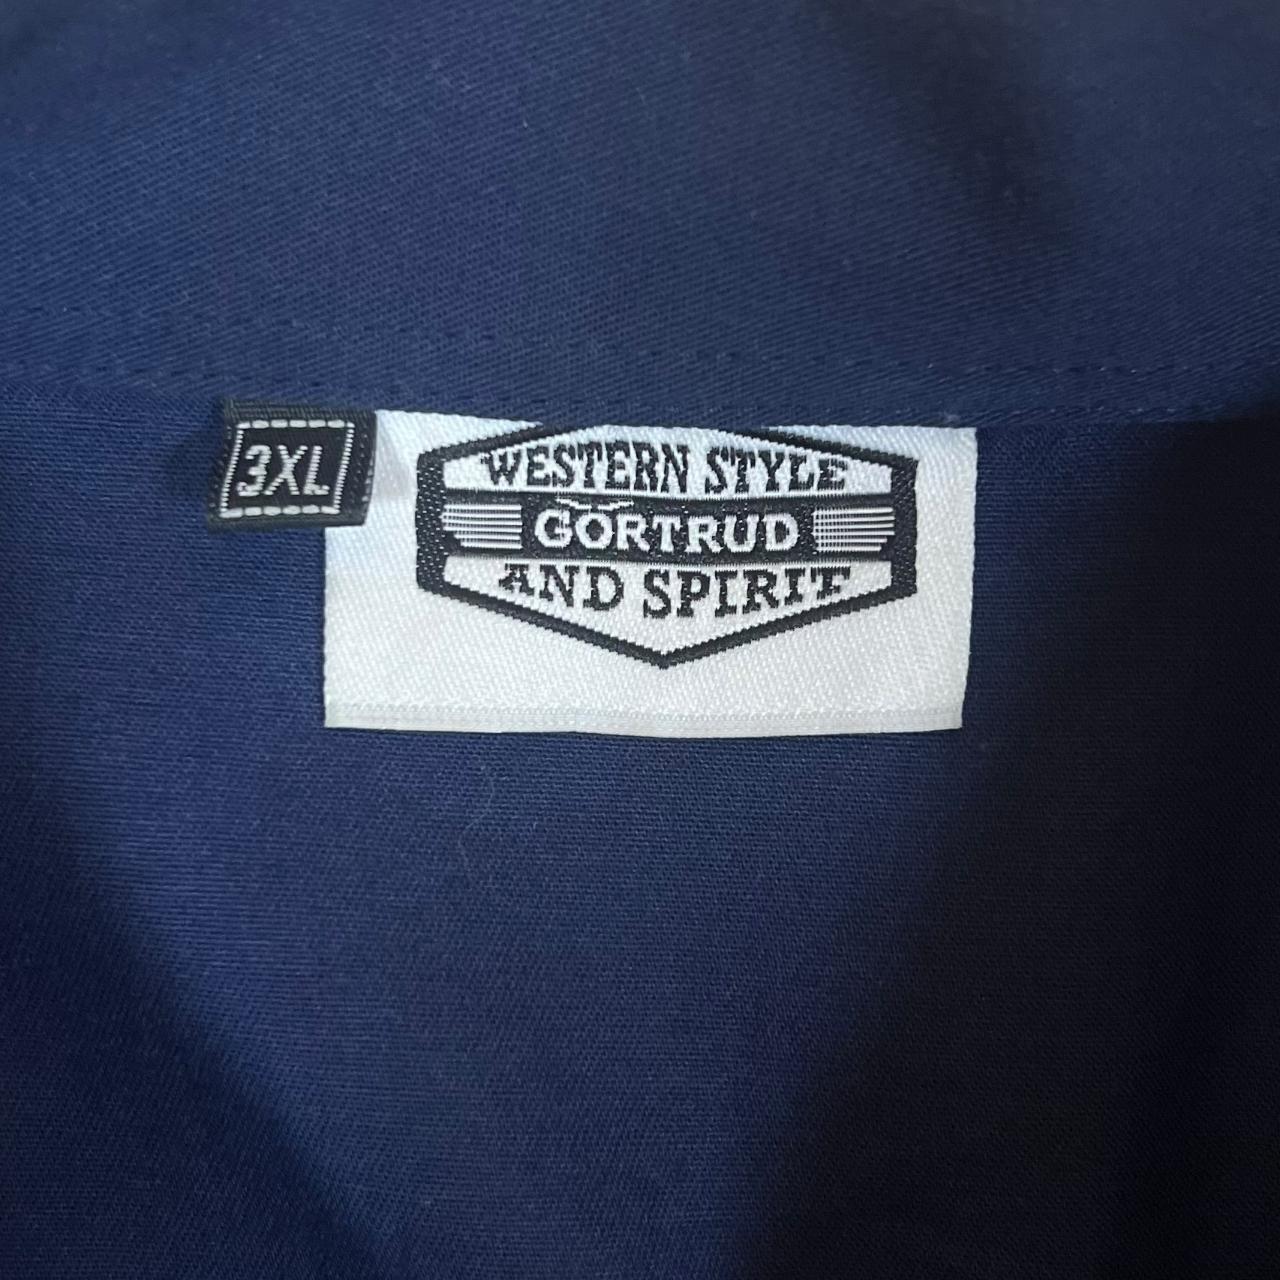 3XL
WESTERN STYLE
GORTRUD
AND SPIRIT